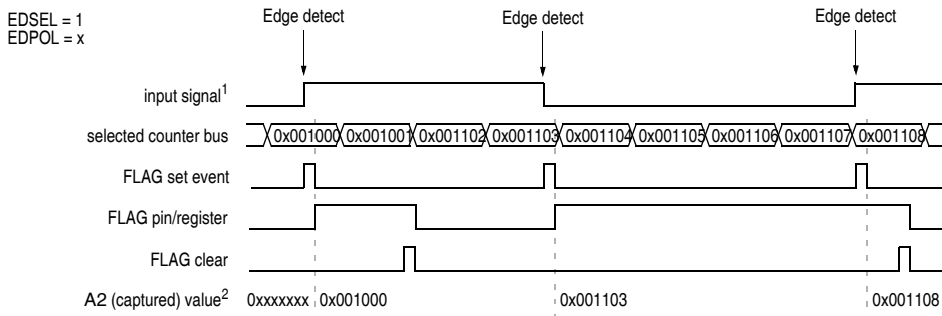 EDSEL = 1
EDPOL = x
Edge detect Edge detect Edge detect
input signal1
selected counter bus 0x001000 0x001001 0x001102 0x001103 0x001104 0x001105 0x001106 0x001107 0x001108
FLAG set event
FLAG pin/register
FLAG clear
A2 (captured) value2 0xxxxxxx 0x001000 0x001103 0x001108